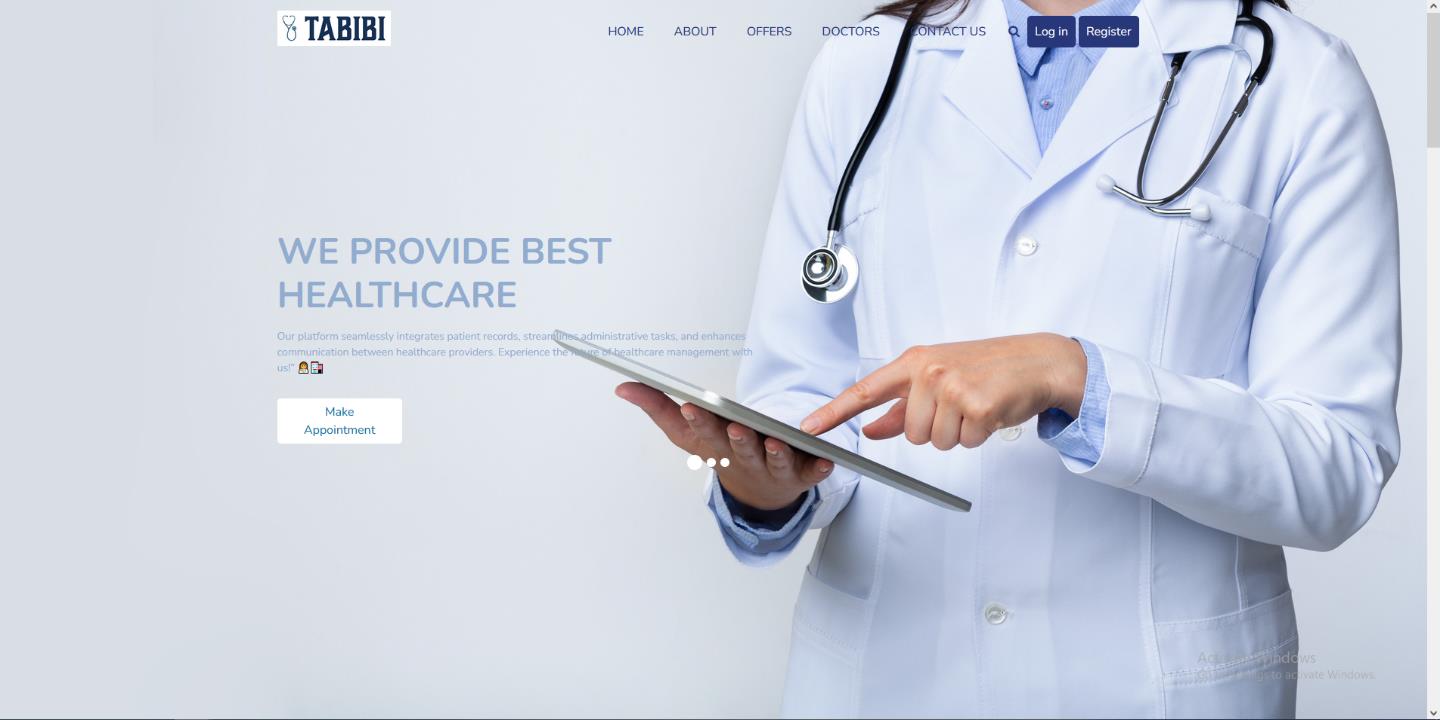 TABIBI
HOME ABOUT OFFERS DOCTORS CONTACT US Log in Register
WE PROVIDE BEST
HEALTHCARE
Our platform seamlessly integrates patient records, streamlines administrative tasks, and enhances
communication between healthcare providers. Experience the future of healthcare management with
us!" 👩‍⚕️🏥
Make
Appointment
Activate Windows
Go to Settings to activate Windows.